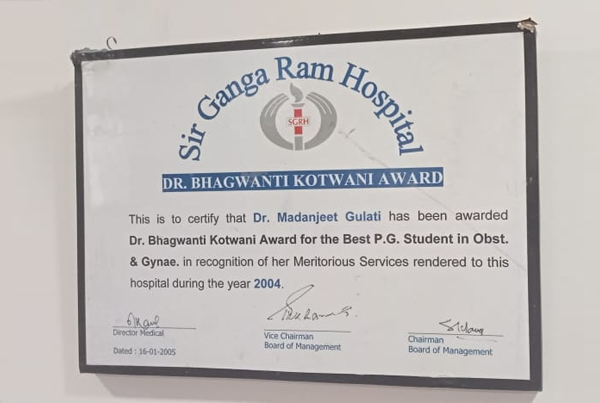 Sir Ganga Ram Hospital
SGRH
DR. BHAGWANTI KOTWANI AWARD
This is to certify that Dr. Madanjeet Gulati has been awarded
Dr. Bhagwanti Kotwani Award for the Best P.G. Student in Obst.
& Gynae. in recognition of her Meritorious Services rendered to this
hospital during the year 2004.
Director Medical
Vice Chairman
Board of Management
Chairman
Board of Management
Dated : 16-01-2005